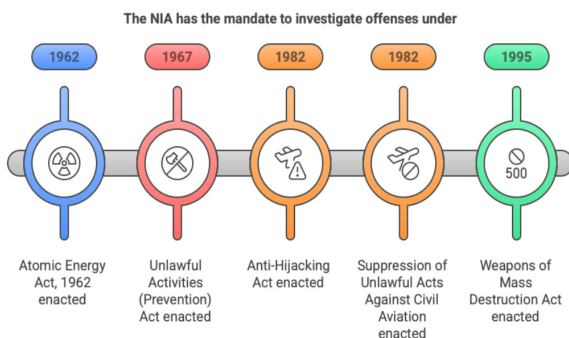 The NIA has the mandate to investigate offenses under
1962
1967
1982
1982
1995
500
Atomic Energy
Act, 1962
enacted
Unlawful
Activities
(Prevention)
Act enacted
Anti-Hijacking
Act enacted
Suppression of
Unlawful Acts
Against Civil
Aviation
enacted
Weapons of
Mass
Destruction Act
enacted